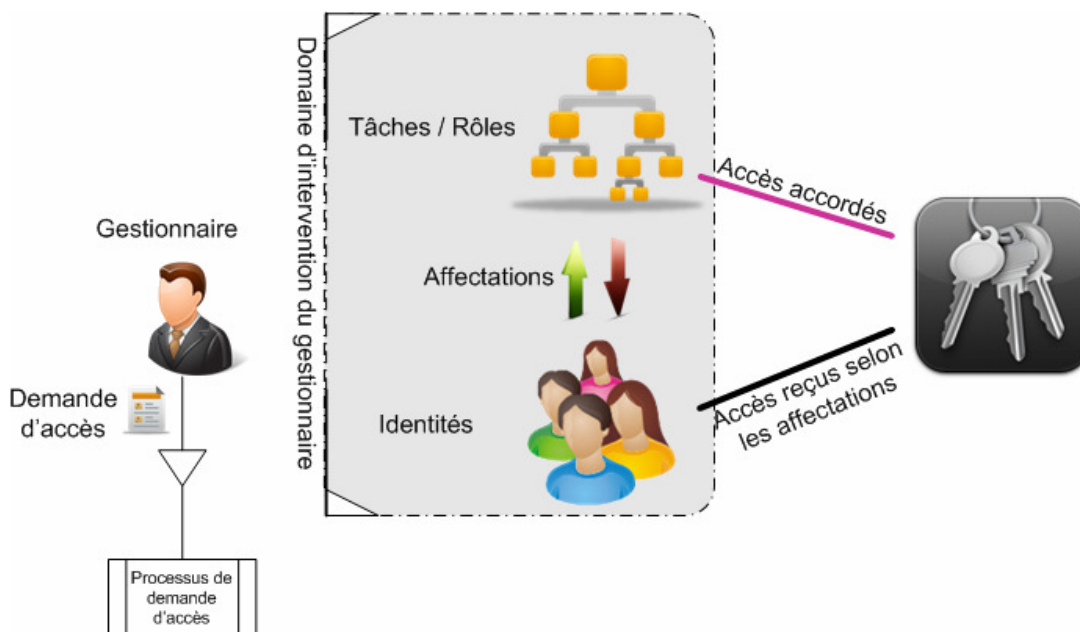 Gestionnaire
Demande
d'accès
Processus de
demande
d'accès
Domaine d'intervention du gestionnaire
Tâches / Rôles
Affectations
Identités
Accès accordés
Accès reçus selon
les affectations